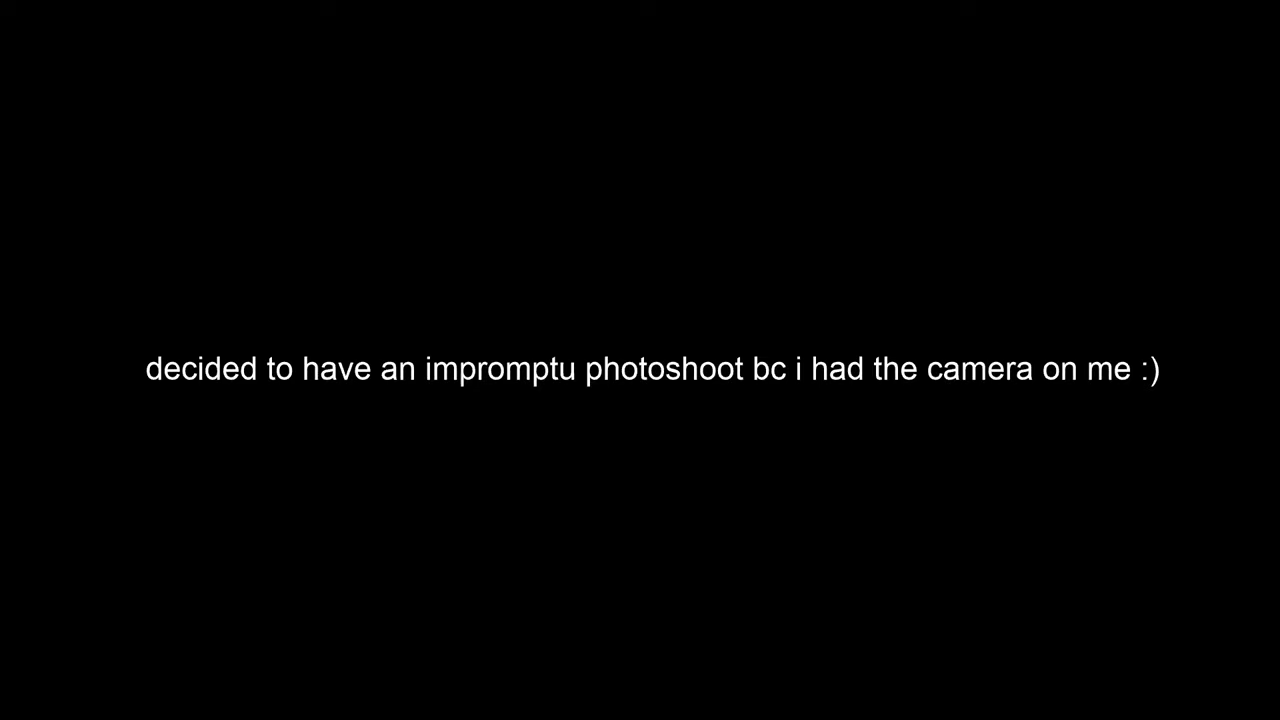 decided to have an impromptu photoshoot bc i had the camera on me :)